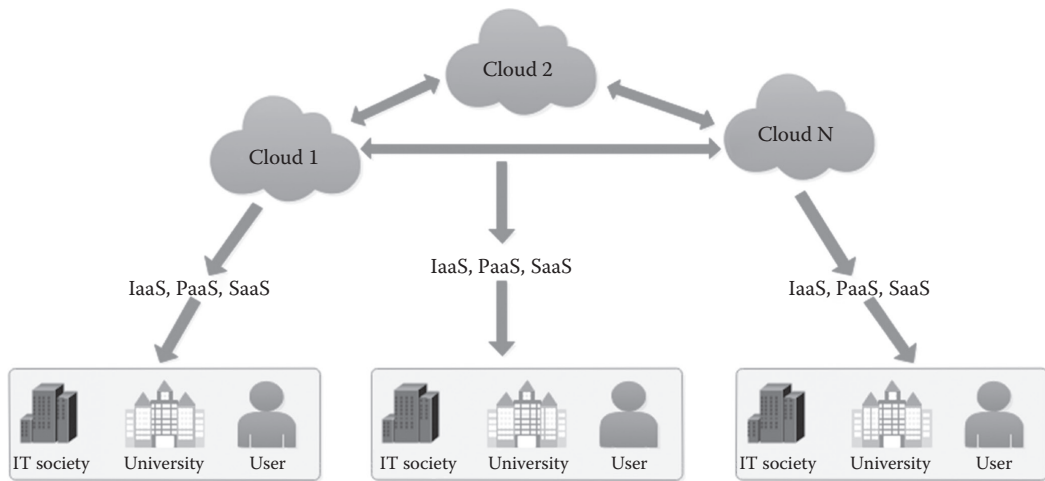 Cloud 2
Cloud 1
Cloud N
IaaS, PaaS, SaaS
IaaS, PaaS, SaaS
IaaS, PaaS, SaaS
IT society
University
User
IT society
University
User
IT society
University
User